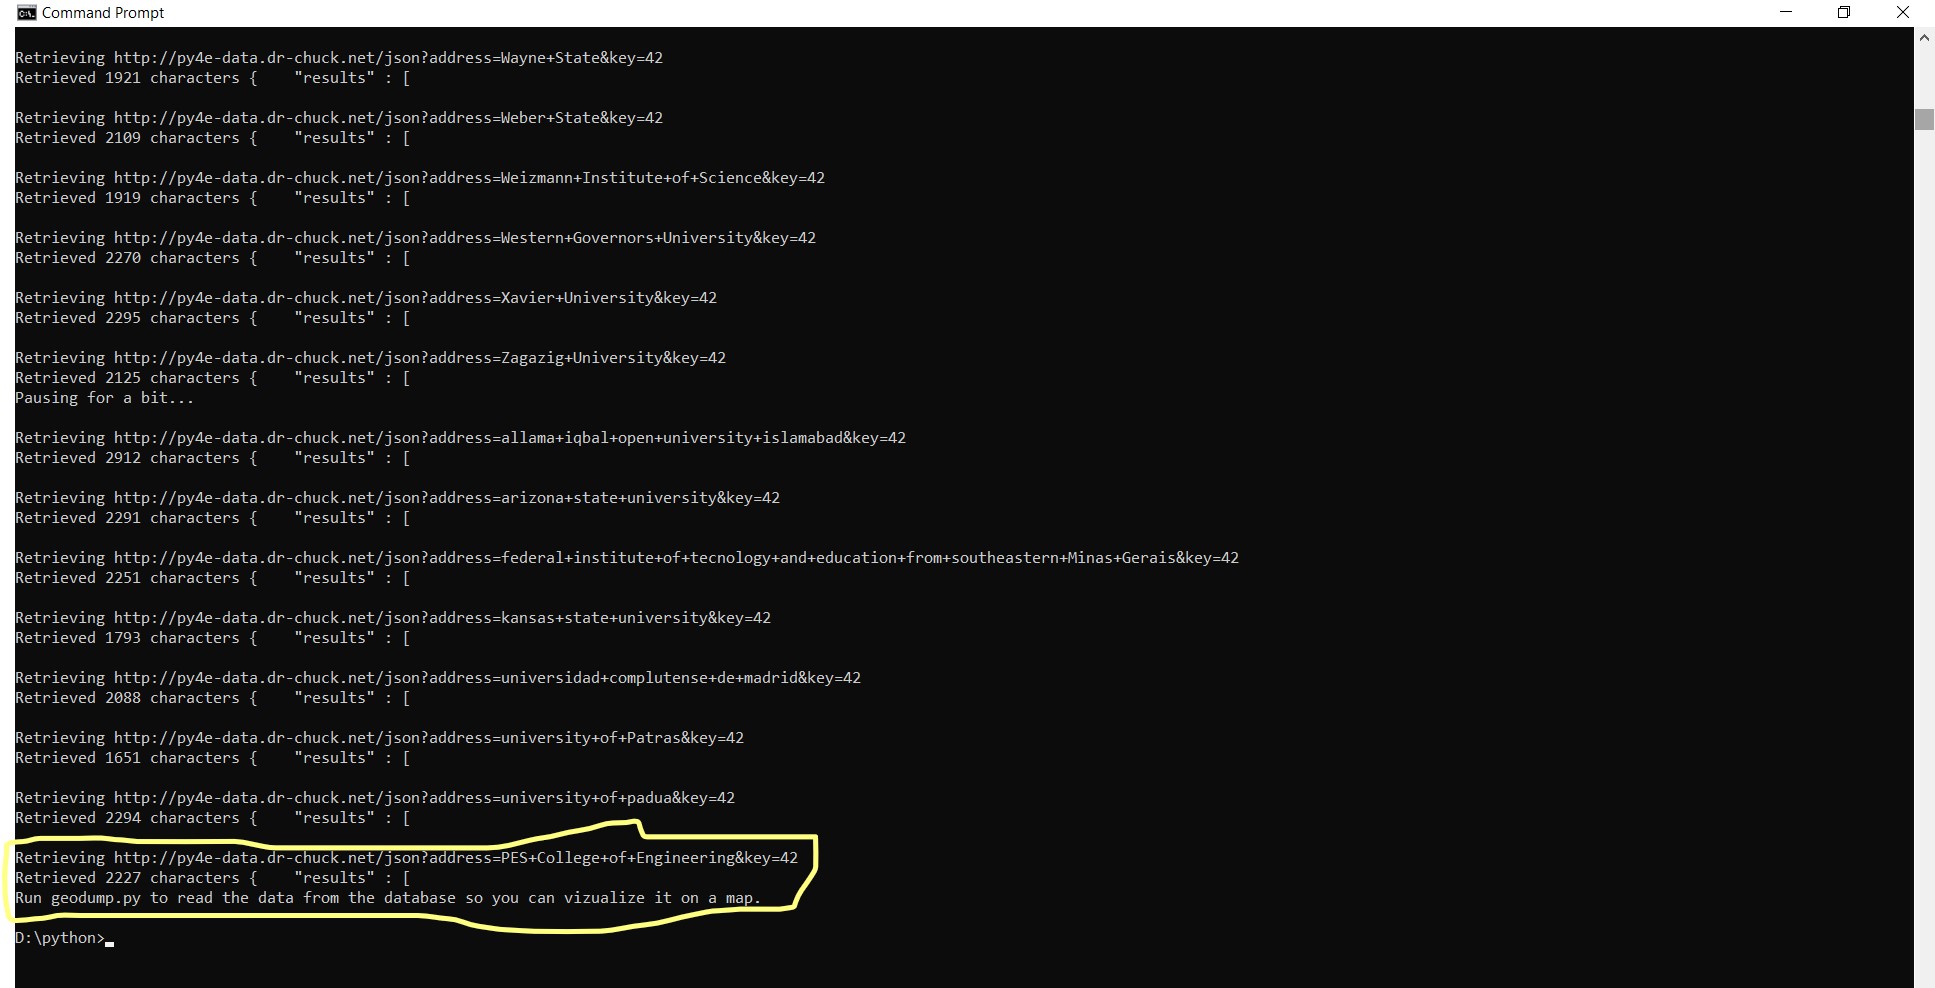 Command Prompt
Retrieving http://py4e-data.dr-chuck.net/json?address=Wayne+State&key=42
Retrieved 1921 characters {    "results" : [
Retrieving http://py4e-data.dr-chuck.net/json?address=Weber+State&key=42
Retrieved 2109 characters {    "results" : [
Retrieving http://py4e-data.dr-chuck.net/json?address=Weizmann+Institute+of+Science&key=42
Retrieved 1919 characters {    "results" : [
Retrieving http://py4e-data.dr-chuck.net/json?address=Western+Governors+University&key=42
Retrieved 2270 characters {    "results" : [
Retrieving http://py4e-data.dr-chuck.net/json?address=Xavier+University&key=42
Retrieved 2295 characters {    "results" : [
Retrieving http://py4e-data.dr-chuck.net/json?address=Zagazig+University&key=42
Retrieved 2125 characters {    "results" : [
Pausing for a bit...
Retrieving http://py4e-data.dr-chuck.net/json?address=allama+iqbal+open+university+islamabad&key=42
Retrieved 2912 characters {    "results" : [
Retrieving http://py4e-data.dr-chuck.net/json?address=arizona+state+university&key=42
Retrieved 2291 characters {    "results" : [
Retrieving http://py4e-data.dr-chuck.net/json?address=federal+institute+of+tecnology+and+education+from+southeastern+Minas+Gerais&key=42
Retrieved 2251 characters {    "results" : [
Retrieving http://py4e-data.dr-chuck.net/json?address=kansas+state+university&key=42
Retrieved 1793 characters {    "results" : [
Retrieving http://py4e-data.dr-chuck.net/json?address=universidad+complutense+de+madrid&key=42
Retrieved 2088 characters {    "results" : [
Retrieving http://py4e-data.dr-chuck.net/json?address=university+of+Patras&key=42
Retrieved 1651 characters {    "results" : [
Retrieving http://py4e-data.dr-chuck.net/json?address=university+of+padua&key=42
Retrieved 2294 characters {    "results" : [
Retrieving http://py4e-data.dr-chuck.net/json?address=PES+College+of+Engineering&key=42
Retrieved 2227 characters {    "results" : [
Run geodump.py to read the data from the database so you can vizualize it on a map.
D:\python>